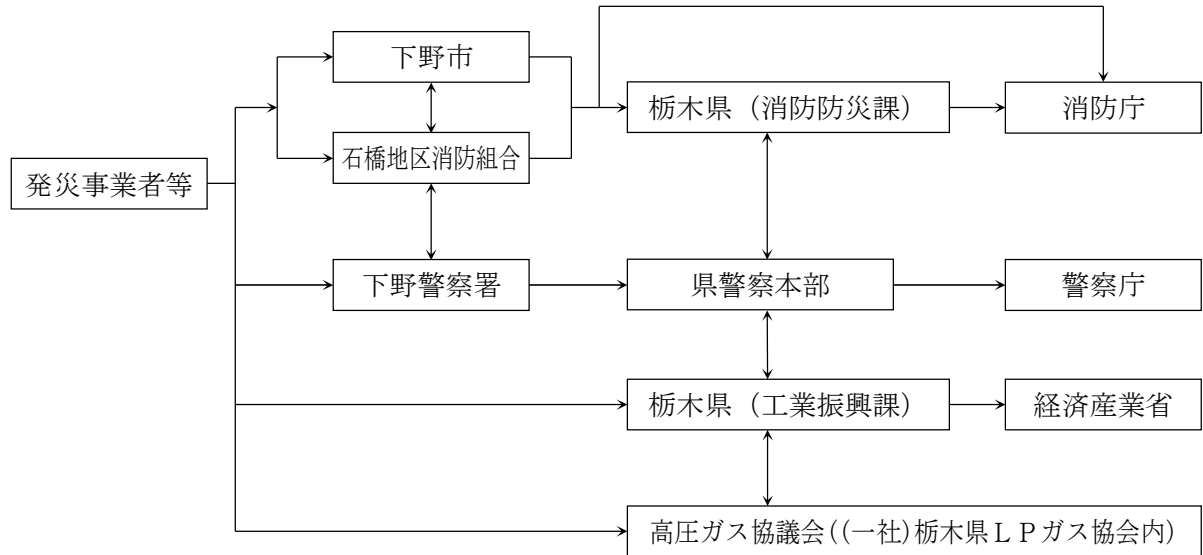 下野市
栃木県（消防防災課）
消防庁
石橋地区消防組合
発災事業者等
下野警察署
県警察本部
警察庁
栃木県（工業振興課）
経済産業省
高圧ガス協議会((一社)栃木県ＬＰガス協会内)